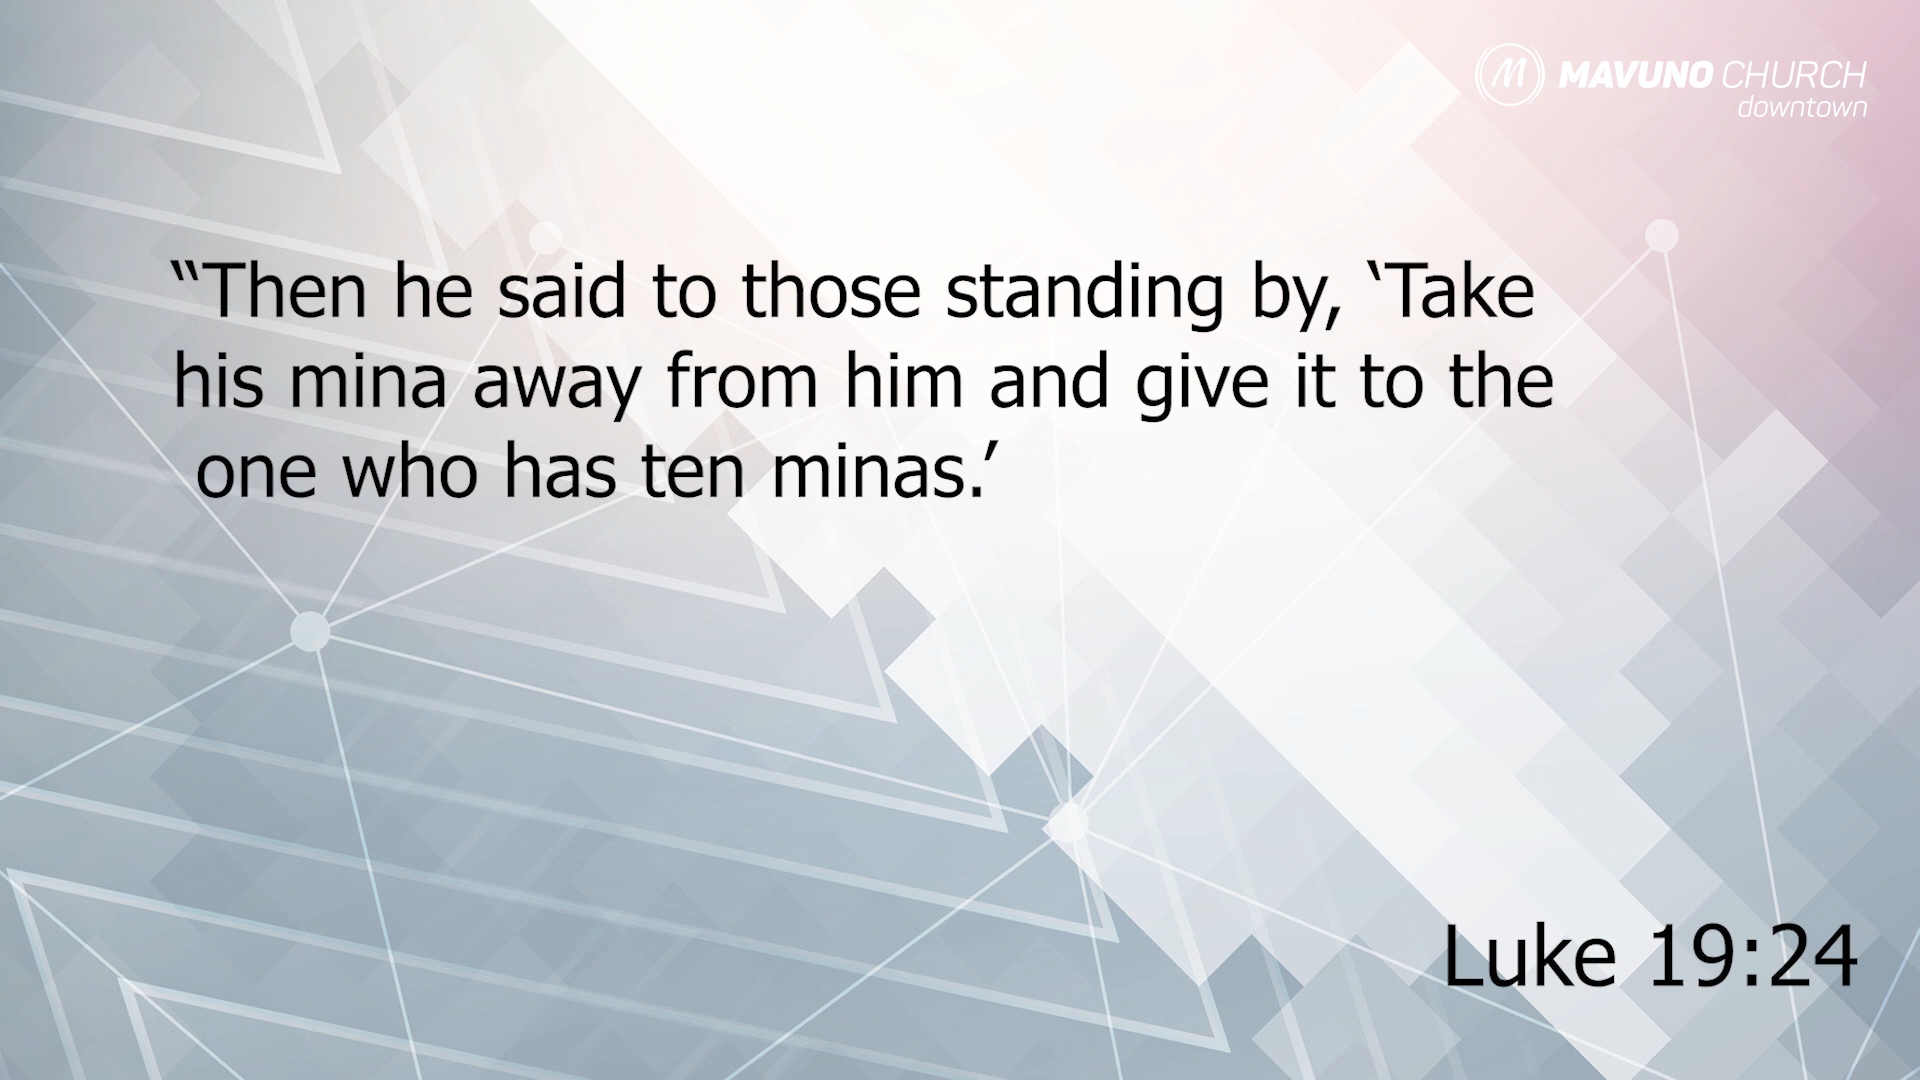 MAVUNO CHURCH
downtown
“Then he said to those standing by, ‘Take
his mina away from him and give it to the
one who has ten minas.’
Luke 19:24